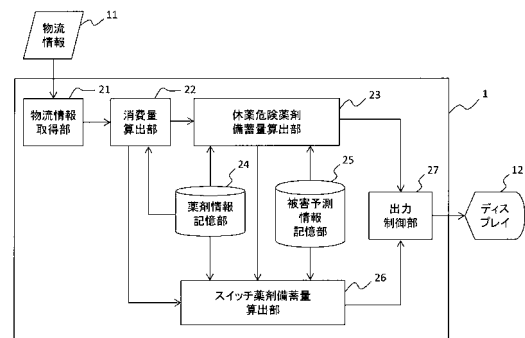 物流
情報
11
21
物流情報
取得部
22
消費量
算出部
23
休薬危険薬剤
備蓄量算出部
1
24
薬剤情報
記憶部
25
被害予測
情報
記憶部
27
出力
制御部
12
ディス
プレイ
26
スイッチ薬剤備蓄量
算出部